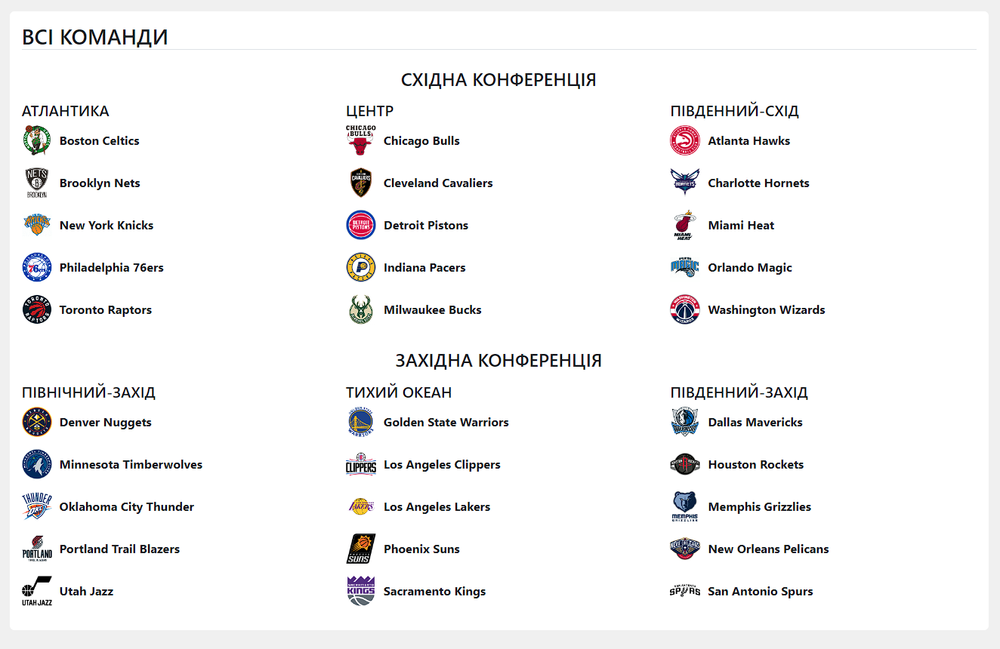 ВСІ КОМАНДИ
СХІДНА КОНФЕРЕНЦІЯ
АТЛАНТИКА
Boston Celtics
Brooklyn Nets
New York Knicks
Philadelphia 76ers
Toronto Raptors
ЦЕНТР
Chicago Bulls
Cleveland Cavaliers
Detroit Pistons
Indiana Pacers
Milwaukee Bucks
ПІВДЕННИЙ-СХІД
Atlanta Hawks
Charlotte Hornets
Miami Heat
Orlando Magic
Washington Wizards
ЗАХІДНА КОНФЕРЕНЦІЯ
ПІВНІЧНИЙ-ЗАХІД
Denver Nuggets
Minnesota Timberwolves
Oklahoma City Thunder
Portland Trail Blazers
Utah Jazz
ТИХИЙ ОКЕАН
Golden State Warriors
Los Angeles Clippers
Los Angeles Lakers
Phoenix Suns
Sacramento Kings
ПІВДЕННИЙ-ЗАХІД
Dallas Mavericks
Houston Rockets
Memphis Grizzlies
New Orleans Pelicans
San Antonio Spurs